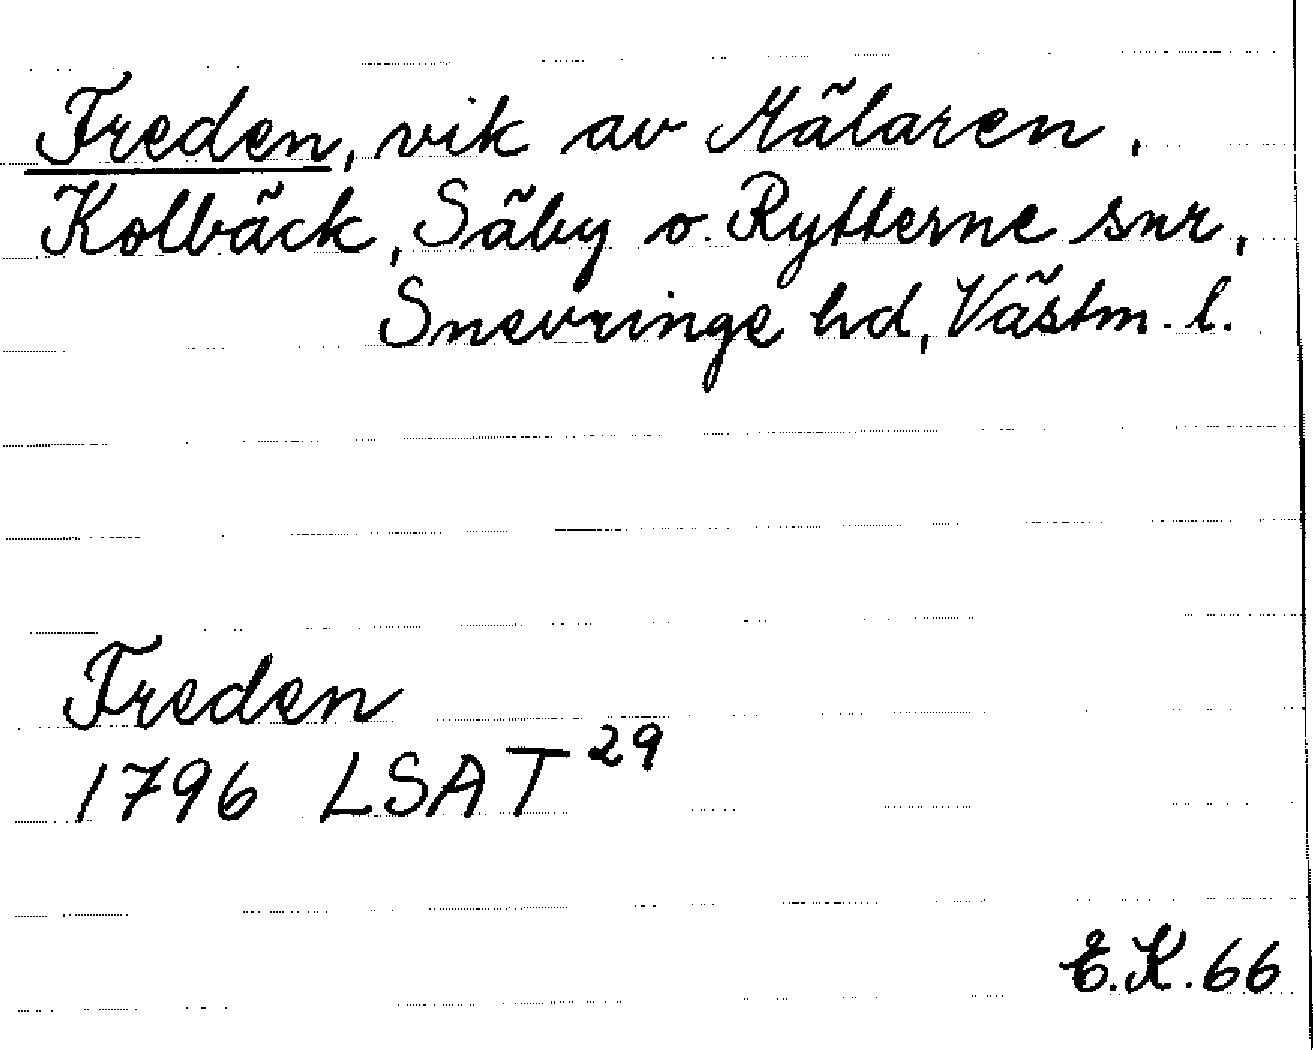 Freden, vik av Mälaren,
Kolbäck, Säby o. Rytterne snr,
Snevringe hd, Västm. l.
Freden
1796 LSAT 29
E.K. 66